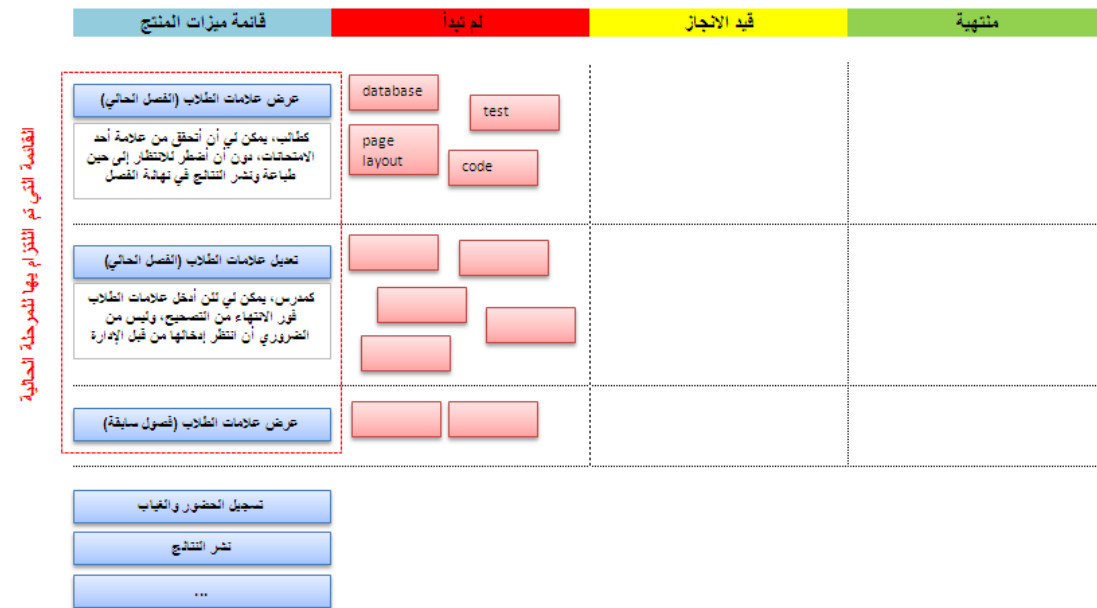 قائمة ميزات المنتج
لم تبدأ
قيد الانجاز
منتهية
القائمة التي تم اللتزام بها للمرحلة الحالية
عرض علامات الطلاب (الفصل الحالي)
كطالب، يمكن لي أن أتحقق من علامة أحد
الامتحانات، دون أن أضطر للانتظار إلى حين
طباعة ونشر النتائج في نهاية الفصل
database
test
page
layout
code
تعديل علامات الطلاب (الفصل الحالي)
كمدرس، يمكن لي لئن أدخل علامات الطلاب
فور الانتهاء من التصحيح، وليس من
الضروري أن انتظر إدخالها من قبل الإدارة
عرض علامات الطلاب (فصول سابقة)
تسجيل الحضور والغياب
نشر النتائج
...